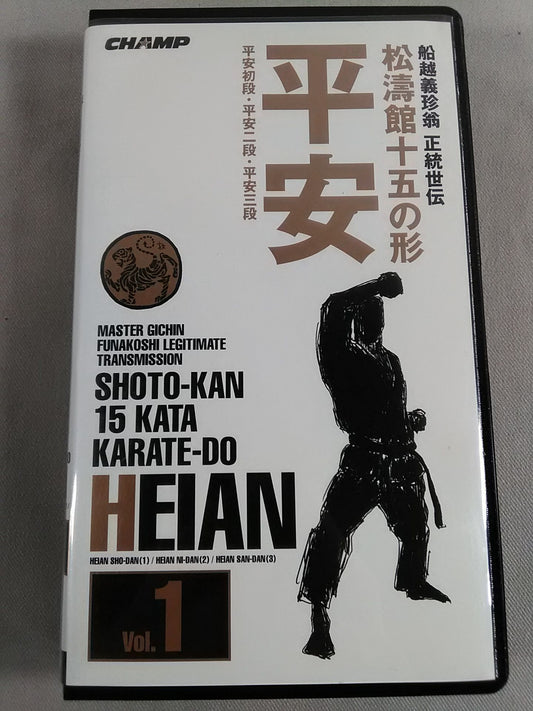 CHAMP
船越義珍翁 正統世伝
松濤館十五の形
平安
平安初段・平安二段・平安三段
MASTER GICHIN
FUNAKOSHI LEGITIMATE
TRANSMISSION
SHOTO-KAN
15 KATA
KARATE-DO
HEIAN
HEIAN SHO-DAN(1) / HEIAN NI-DAN(2) / HEIAN SAN-DAN(3)
Vol.1